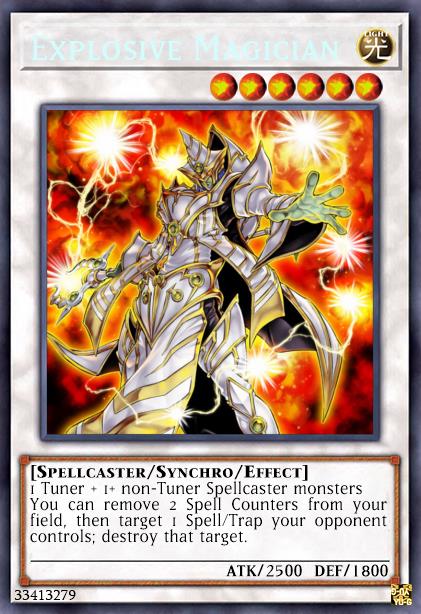 Explosive Magician
LIGHT
光
[Spellcaster/Synchro/Effect]
1 Tuner + 1+ non-Tuner Spellcaster monsters
You can remove 2 Spell Counters from your
field, then target 1 Spell/Trap your opponent
controls; destroy that target.
ATK/2500 DEF/1800
33413279